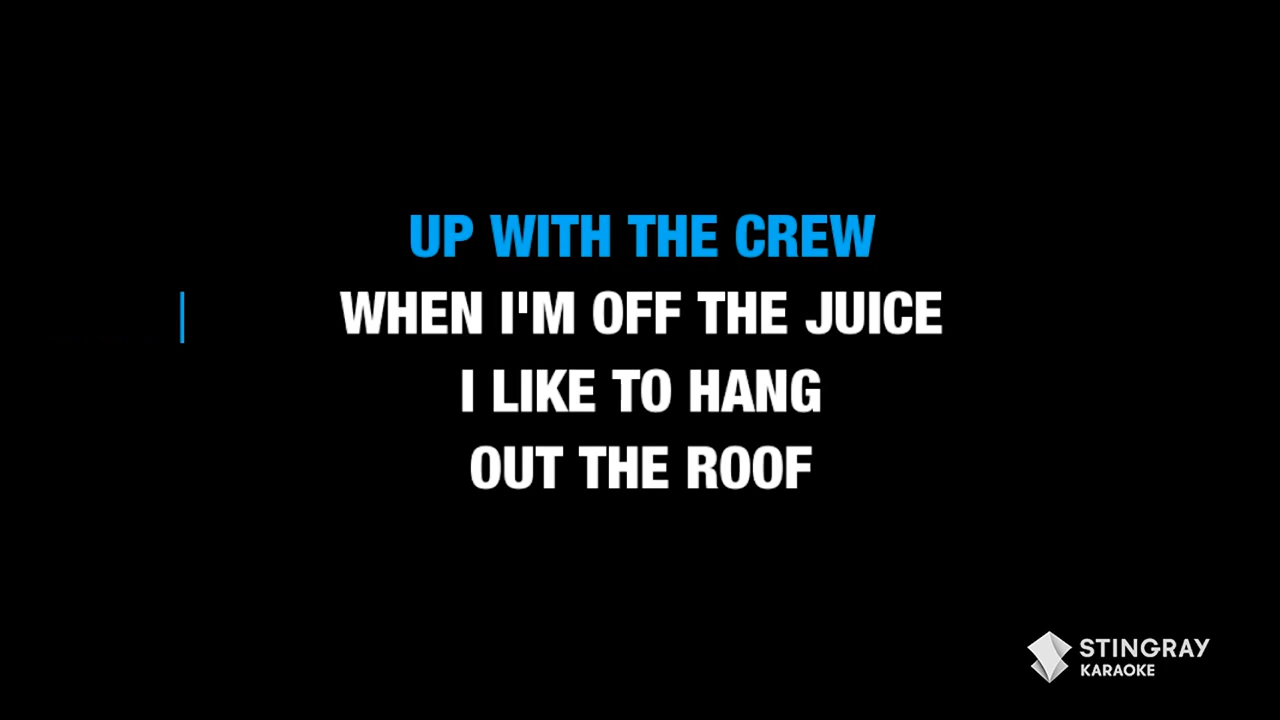 UP WITH THE CREW
WHEN I'M OFF THE JUICE
I LIKE TO HANG
OUT THE ROOF
STINGRAY
KARAOKE